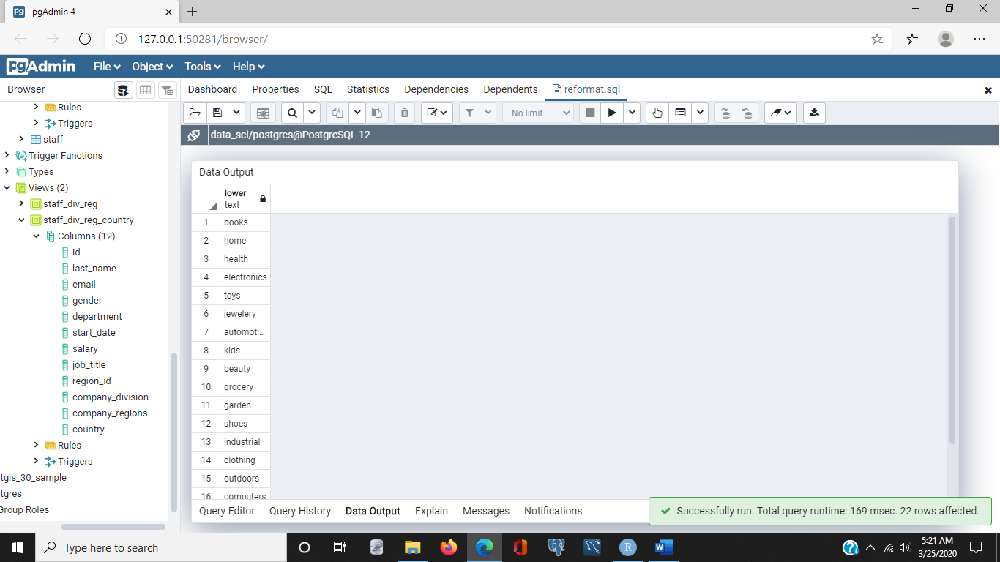 pgAdmin 4
127.0.0.1:50281/browser/
pgAdmin File Object Tools Help
Browser
Dashboard Properties SQL Statistics Dependencies Dependents reformat.sql
No limit
data_sci/postgres@PostgreSQL 12
Rules
Triggers
staff
Trigger Functions
Types
Views (2)
staff_div_reg
staff_div_reg_country
Columns (12)
id
last_name
email
gender
department
start_date
salary
job_title
region_id
company_division
company_regions
country
Rules
Triggers
tgis_30_sample
tgres
Group Roles
Data Output
lower
text
1 books
2 home
3 health
4 electronics
5 toys
6 jewelery
7 automoti...
8 kids
9 beauty
10 grocery
11 garden
12 shoes
13 industrial
14 clothing
15 outdoors
16 computers
Query Editor Query History Data Output Explain Messages Notifications
Successfully run. Total query runtime: 169 msec. 22 rows affected.
Type here to search
5:21 AM
3/25/2020